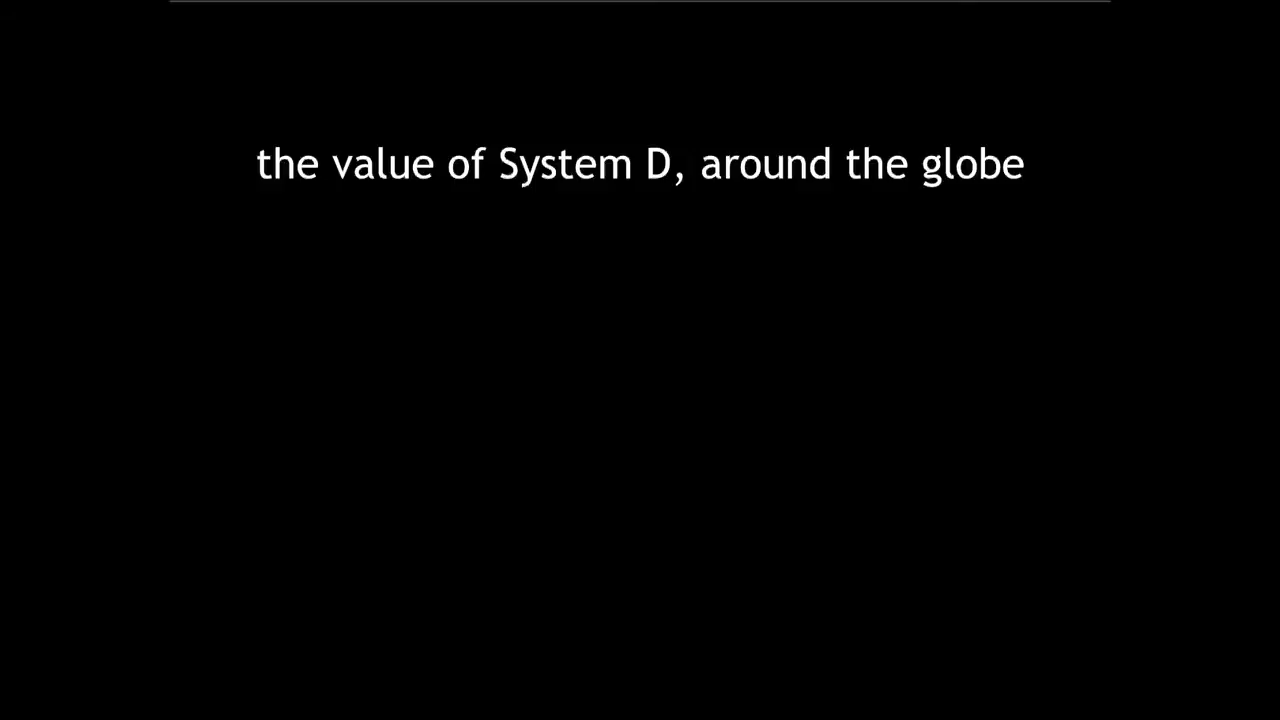 the value of System D, around the globe